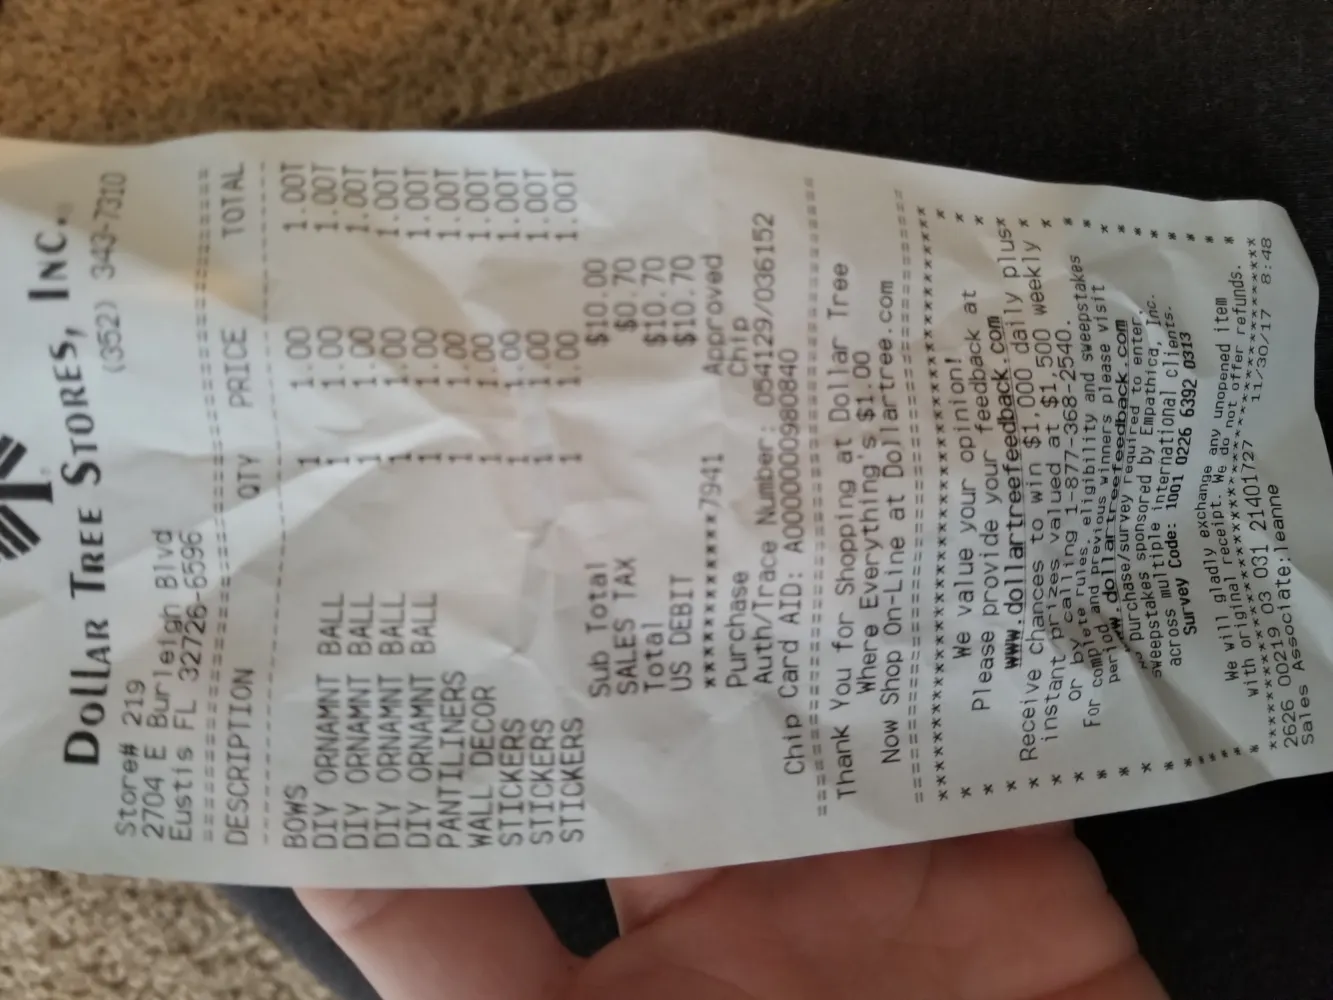 DOLLAR TREE STORES, INC.®
Store# 219 (352) 343-7310
2704 E Burleigh Blvd
Eustis FL 32726-6596
================================================
DESCRIPTION QTY PRICE TOTAL
------------------------------------------------
BOWS 1 1.00 1.00T
DIY ORNAMNT BALL 1 1.00 1.00T
DIY ORNAMNT BALL 1 1.00 1.00T
DIY ORNAMNT BALL 1 1.00 1.00T
DIY ORNAMNT BALL 1 1.00 1.00T
PANTILINERS 1 1.00 1.00T
WALL DECOR 1 1.00 1.00T
STICKERS 1 1.00 1.00T
STICKERS 1 1.00 1.00T
STICKERS 1 1.00 1.00T
Sub Total $10.00
SALES TAX $0.70
Total $10.70
US DEBIT $10.70
************7941 Approved
Purchase Chip
Auth/Trace Number: 054129/036152
Chip Card AID: A0000000980840
================================================
Thank You for Shopping at Dollar Tree
Where Everything's $1.00
Now Shop On-Line at Dollartree.com
================================================
************************************************
* We value your opinion! *
* Please provide your feedback at *
* www.dollartreefeedback.com *
* Receive chances to win $1,000 daily plus*
* instant prizes valued at $1,500 weekly *
* or by calling 1-877-368-2540. *
* For complete rules, eligibility and sweepstakes *
* period and previous winners please visit *
* www.dollartreefeedback.com *
* No purchase/survey required to enter. *
* sweepstakes sponsored by Empathica, Inc. *
* across multiple international clients. *
* Survey Code: 1001 0226 6392 0313 *
* We will gladly exchange any unopened item *
* with original receipt. We do not offer refunds. *
************************************************
2626 00219 03 031 21401727 11/30/17 8:48
Sales Associate:leanne